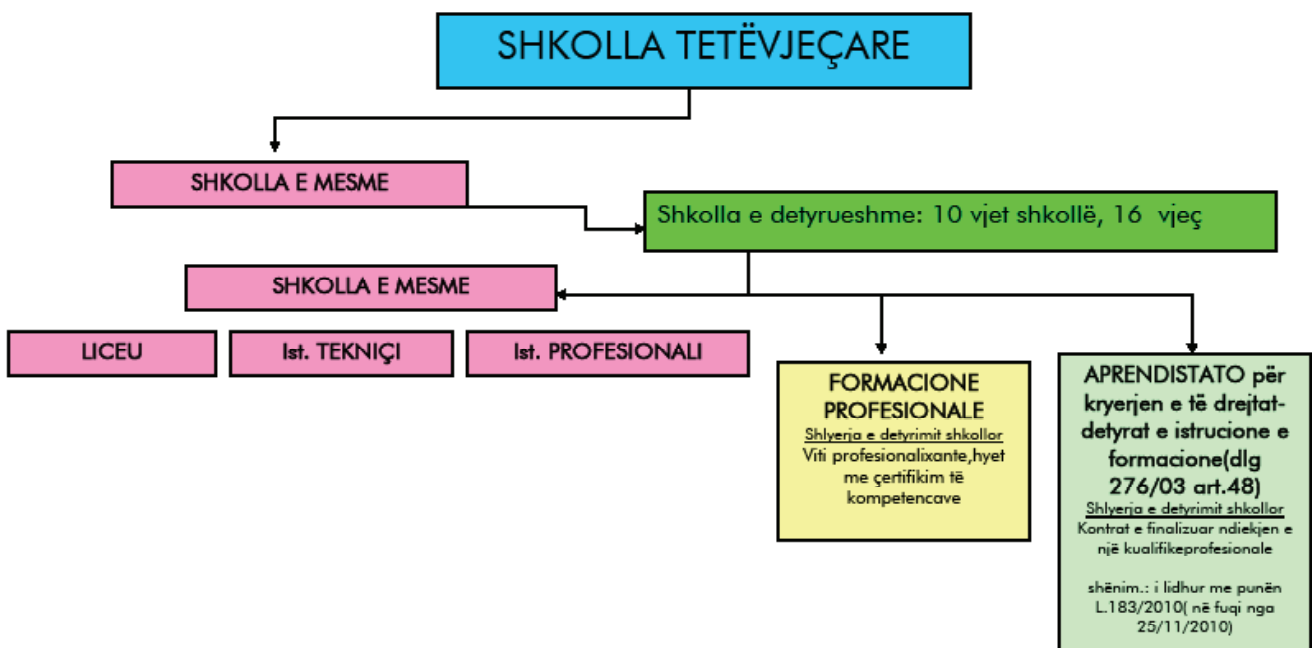 SHKOLLA TETËVJEÇARE
SHKOLLA E MESME
Shkolla e detyrueshme: 10 vjet shkollë, 16 vjeç
SHKOLLA E MESME
LICEU
Ist. TEKNIÇI
Ist. PROFESIONALI
FORMACIONE
PROFESIONALE
Shlyerja e detyrimit shkollor
Viti profesionalixante,hyet
me çertifikim të
kompetencave
APRENDISTATO për
kryerjen e të drejtat-
detyrat e istrucione e
formacione(dlg
276/03 art.48)
Shlyerja e detyrimit shkollor
Kontrat e finalizuar ndiekjen e
një kualifikeprofesionale
shënim.: i lidhur me punën
L.183/2010( në fuqi nga
25/11/2010)